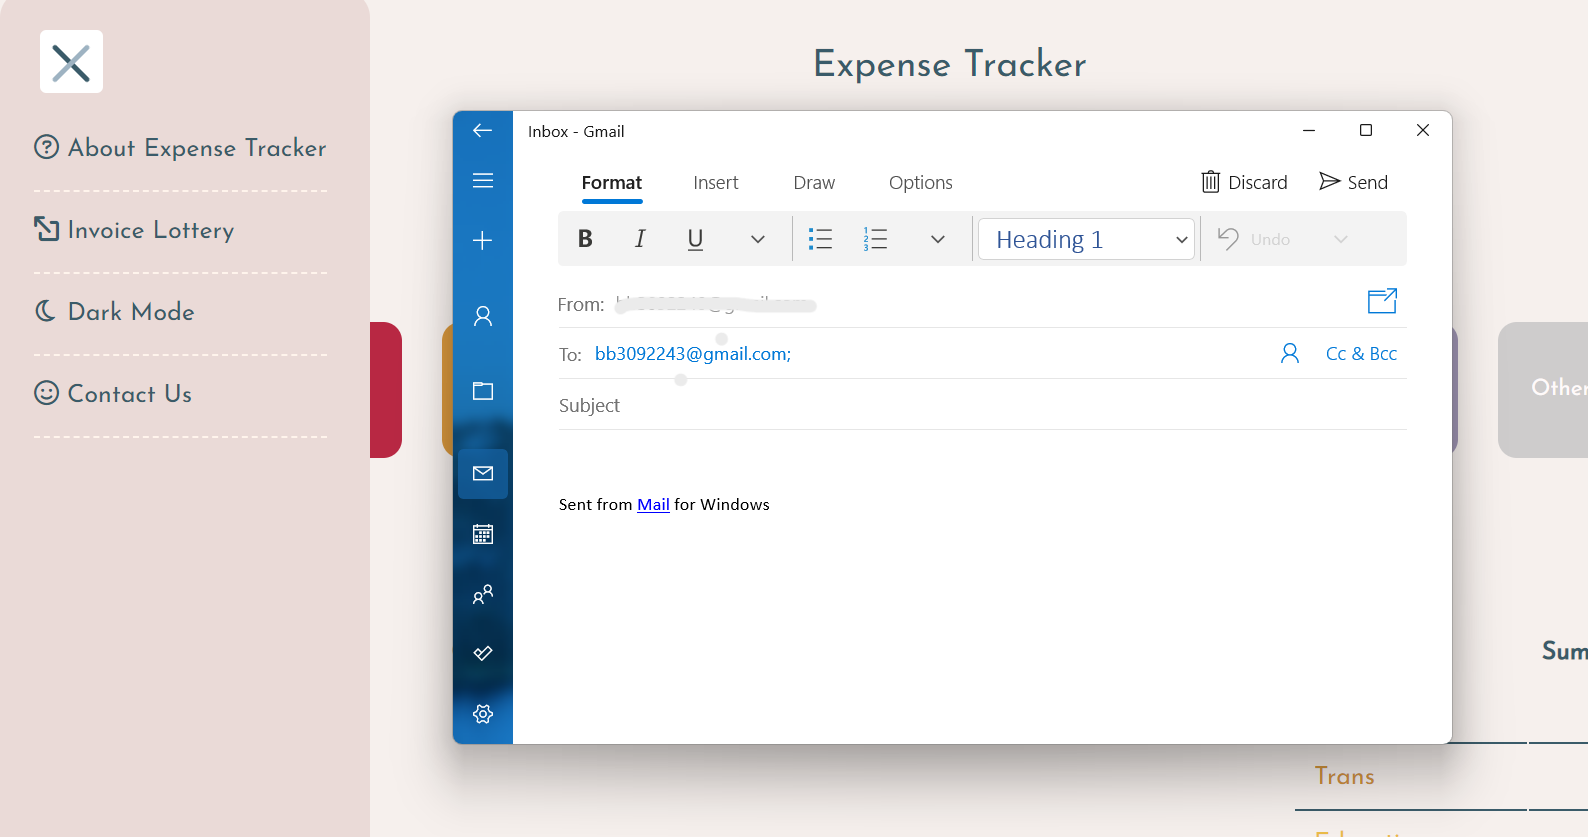 Expense Tracker
About Expense Tracker
Invoice Lottery
Dark Mode
Contact Us
Inbox - Gmail
Format Insert Draw Options Discard Send
B I U Heading 1 Undo
From:
To: bb3092243@gmail.com; Cc & Bcc
Subject
Sent from Mail for Windows
Other
Sum
Trans